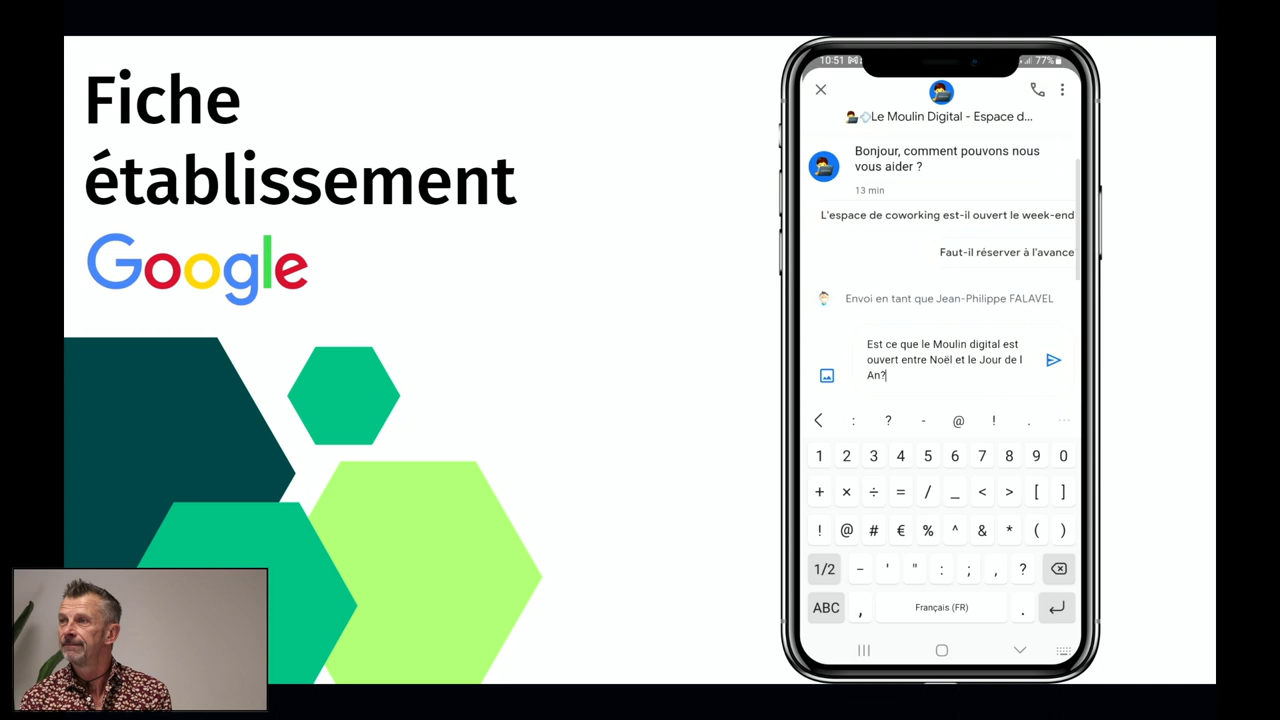 Fiche
établissement
Google
10:51
77%
Le Moulin Digital - Espace d...
Bonjour, comment pouvons nous
vous aider ?
13 min
L'espace de coworking est-il ouvert le week-end
Faut-il réserver à l'avance
Envoi en tant que Jean-Philippe FALAVEL
Est ce que le Moulin digital est
ouvert entre Noël et le Jour de l
An?
: ? - @ ! . ...
1 2 3 4 5 6 7 8 9 0
+ × ÷ = / _ < > [ ]
! @ # € % ^ & * ( )
1/2 - ' " : ; , ?
ABC , Français (FR) .